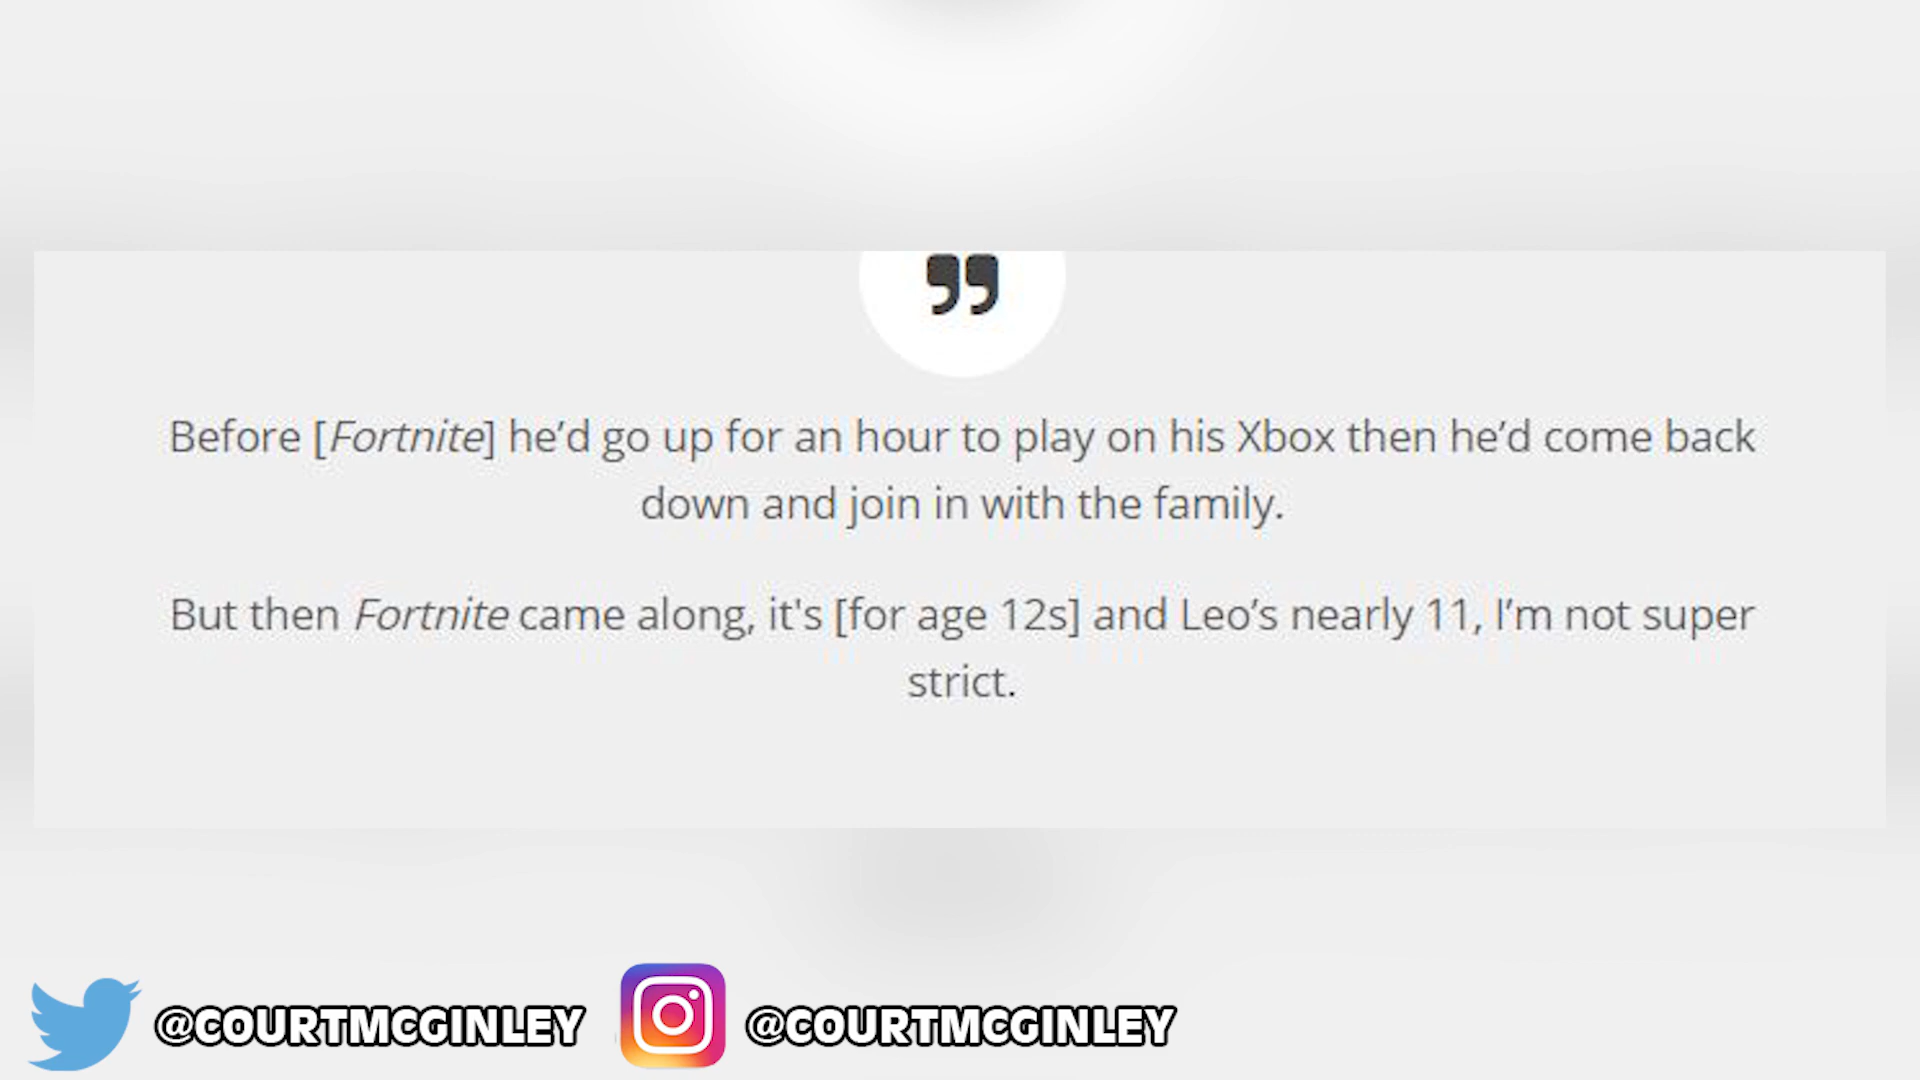 ”
Before [Fortnite] he’d go up for an hour to play on his Xbox then he’d come back
down and join in with the family.
But then Fortnite came along, it's [for age 12s] and Leo’s nearly 11, I’m not super
strict.
@COURTMCGINLEY @COURTMCGINLEY